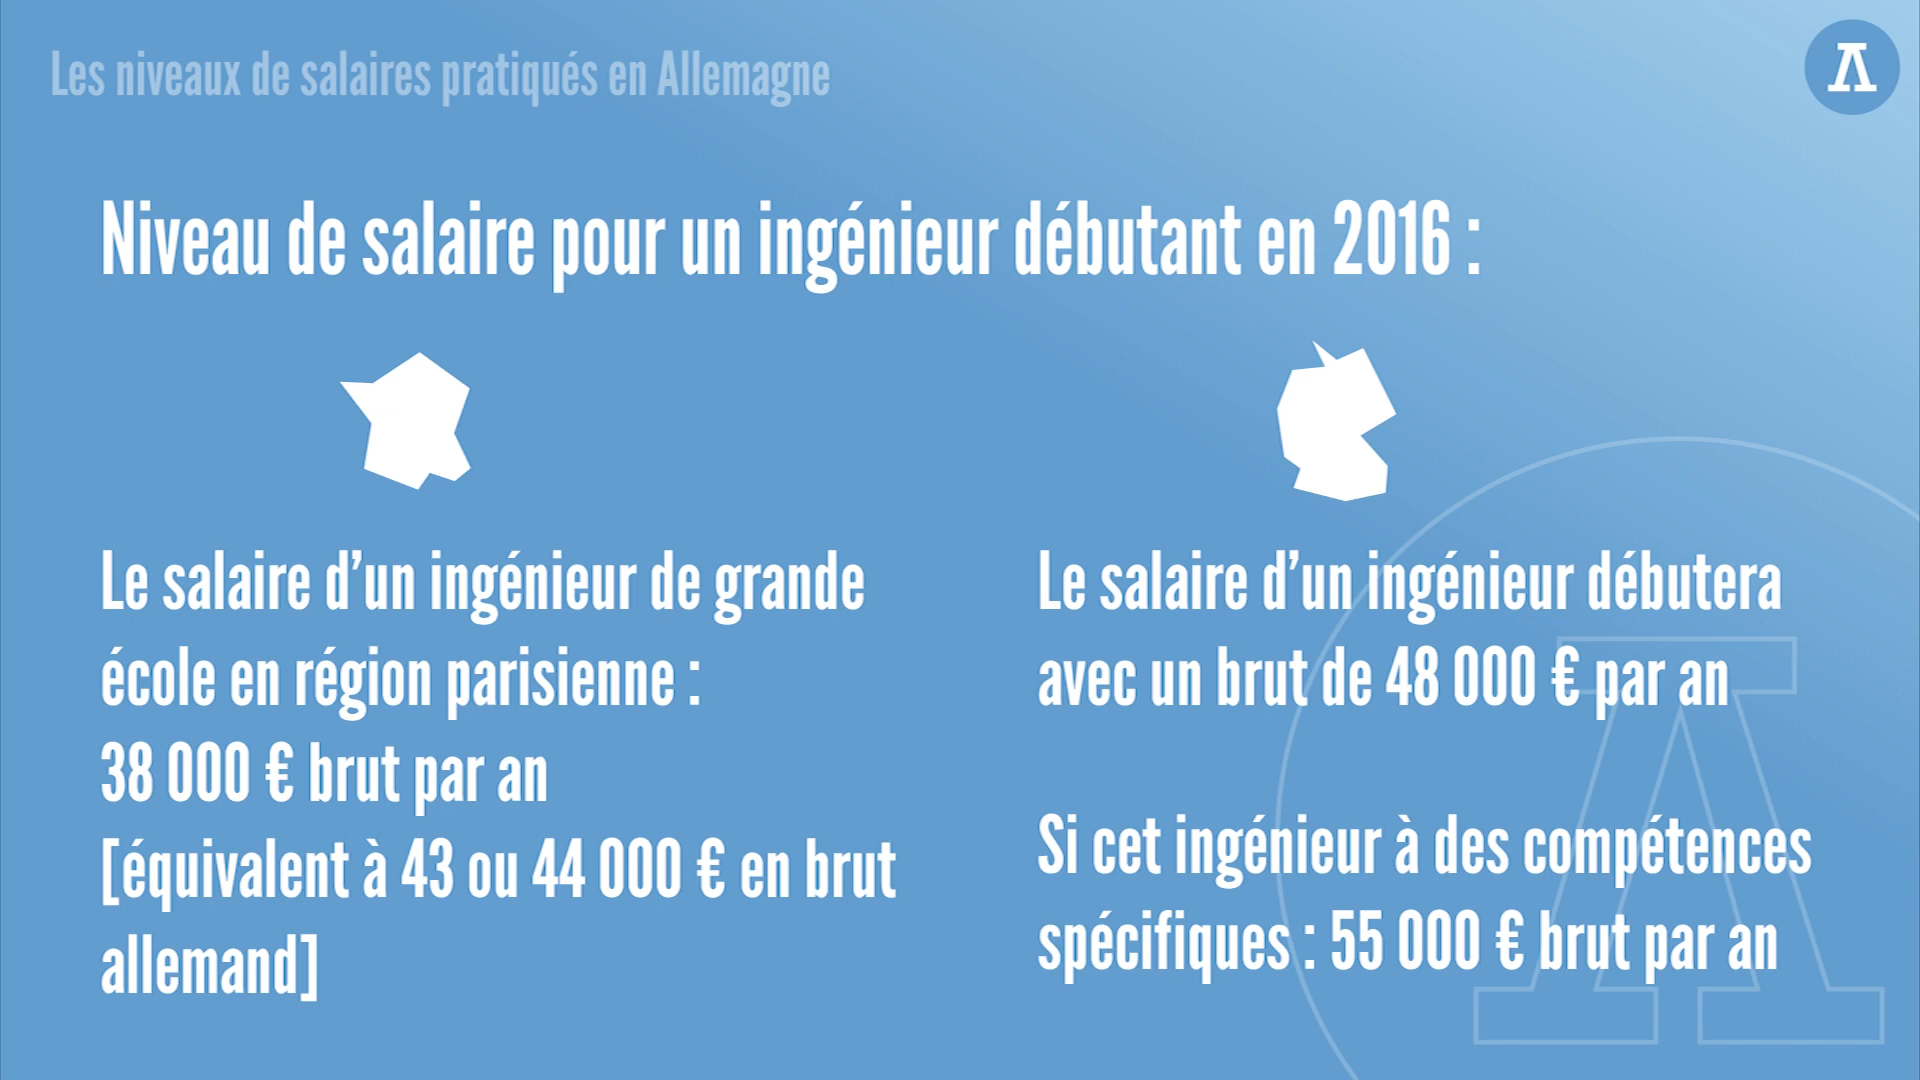 Les niveaux de salaires pratiqués en Allemagne
Niveau de salaire pour un ingénieur débutant en 2016 :
Le salaire d’un ingénieur de grande
école en région parisienne :
38 000 € brut par an
[équivalent à 43 ou 44 000 € en brut
allemand]
Le salaire d’un ingénieur débutera
avec un brut de 48 000 € par an
Si cet ingénieur à des compétences
spécifiques : 55 000 € brut par an